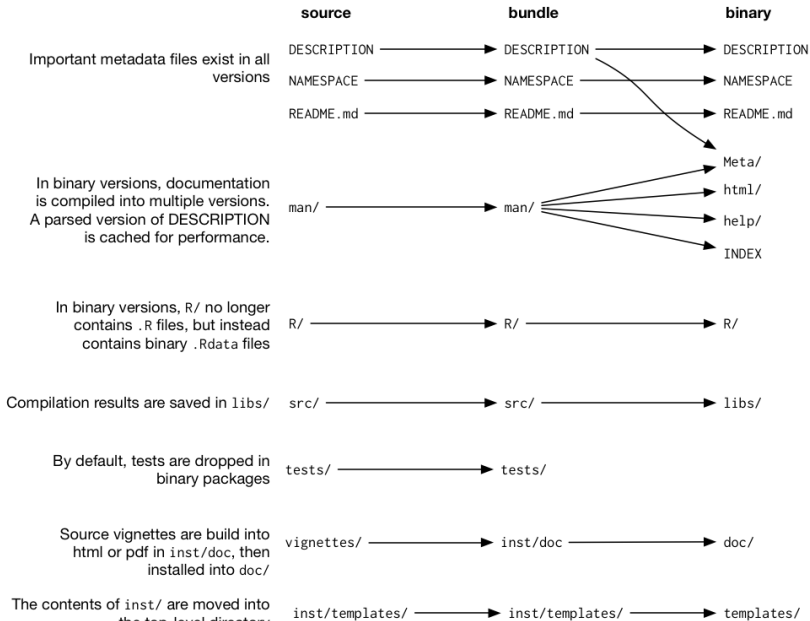 source bundle binary
Important metadata files exist in all
versions
DESCRIPTION DESCRIPTION DESCRIPTION
NAMESPACE NAMESPACE NAMESPACE
README.md README.md README.md
In binary versions, documentation
is compiled into multiple versions.
A parsed version of DESCRIPTION
is cached for performance.
man/ man/
Meta/
html/
help/
INDEX
In binary versions, R/ no longer
contains .R files, but instead
contains binary .Rdata files
R/ R/ R/
Compilation results are saved in libs/ src/ src/ libs/
By default, tests are dropped in
binary packages
tests/ tests/
Source vignettes are build into
html or pdf in inst/doc, then
installed into doc/
vignettes/ inst/doc doc/
The contents of inst/ are moved into
the top-level directory
inst/templates/ inst/templates/ templates/